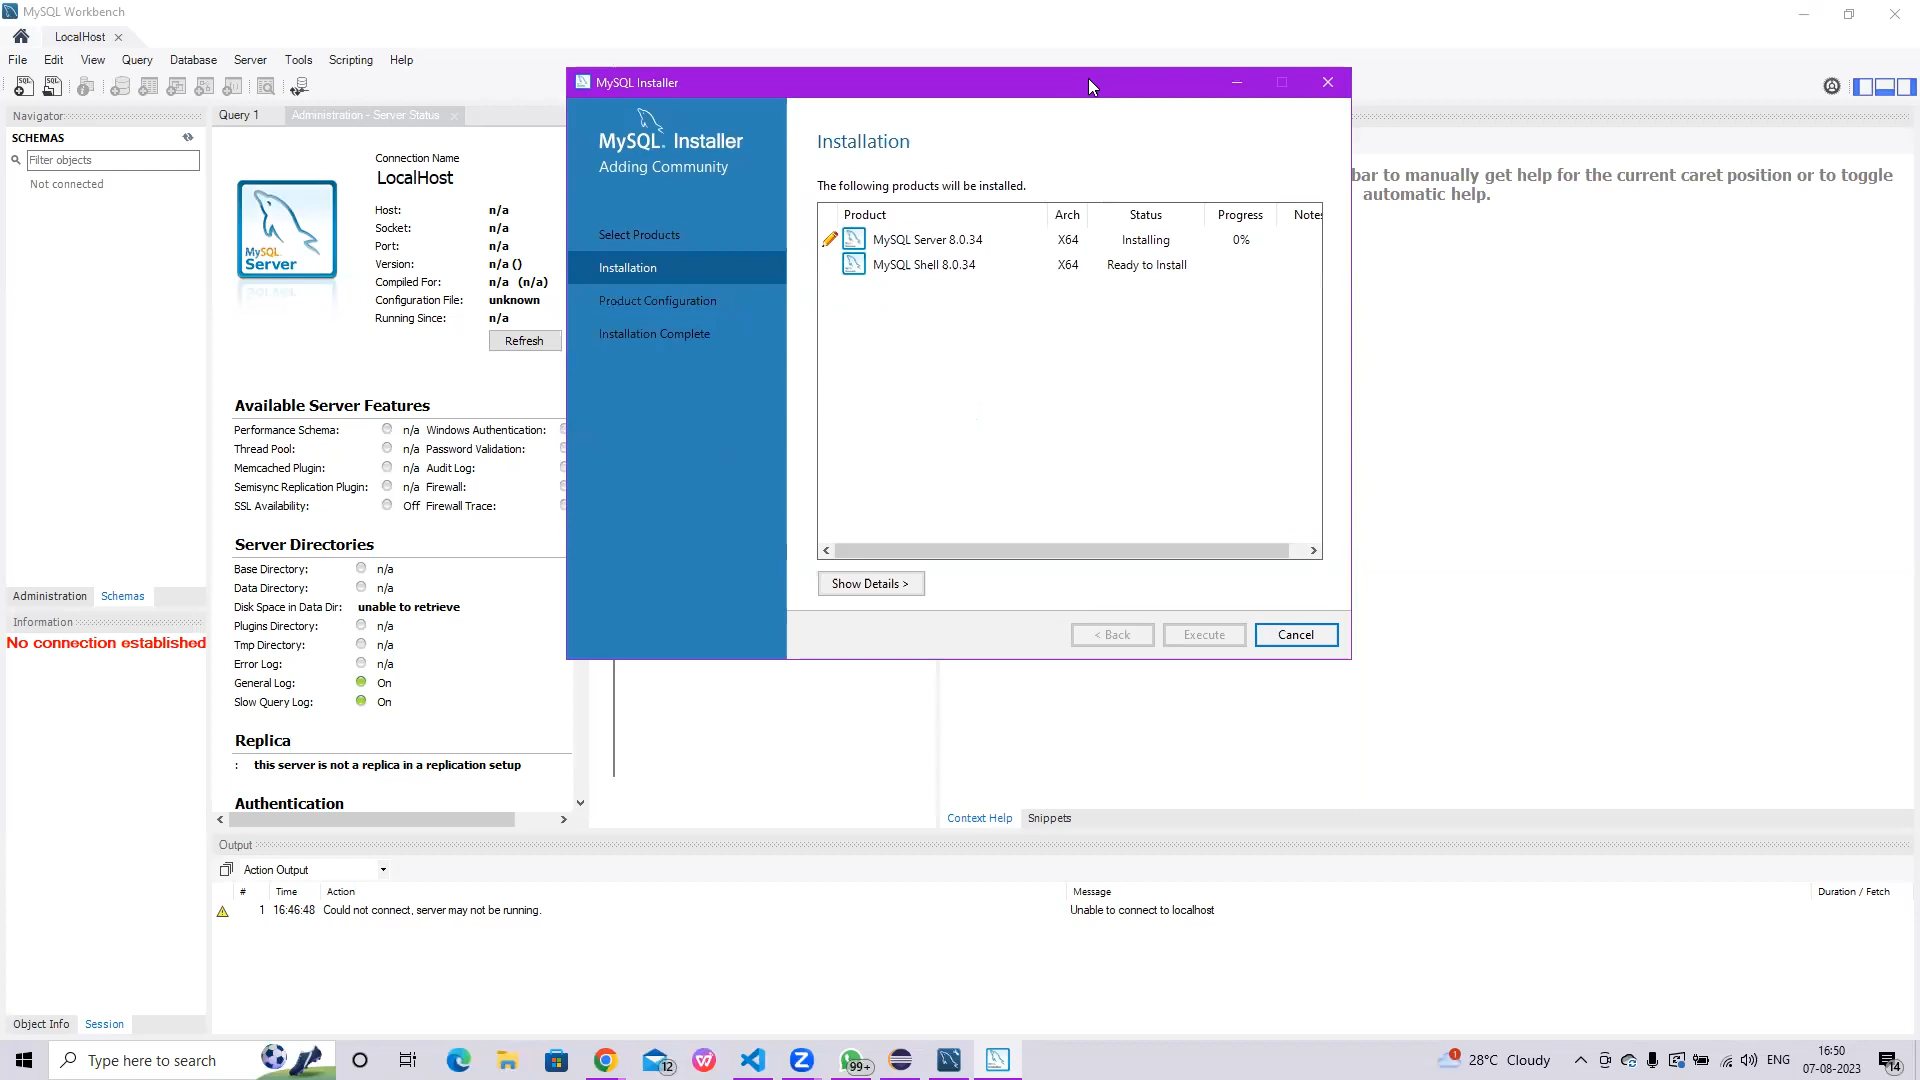 MySQL Workbench
LocalHost
File Edit View Query Database Server Tools Scripting Help
Navigator
SCHEMAS
Filter objects
Not connected
Administration Schemas
Information
No connection established
Object Info Session
Query 1 Administration - Server Status
MySQL
Server
Connection Name
LocalHost
Host: n/a
Socket: n/a
Port: n/a
Version: n/a ()
Compiled For: n/a (n/a)
Configuration File: unknown
Running Since: n/a
Refresh
Available Server Features
Performance Schema: n/a Windows Authentication:
Thread Pool: n/a Password Validation:
Memcached Plugin: n/a Audit Log:
Semisync Replication Plugin: n/a Firewall:
SSL Availability: Off Firewall Trace:
Server Directories
Base Directory: n/a
Data Directory: n/a
Disk Space in Data Dir: unable to retrieve
Plugins Directory: n/a
Tmp Directory: n/a
Error Log: n/a
General Log: On
Slow Query Log: On
Replica
: this server is not a replica in a replication setup
Authentication
MySQL Installer
MySQL. Installer
Adding Community
Select Products
Installation
Product Configuration
Installation Complete
Installation
The following products will be installed.
Product Arch Status Progress Notes
MySQL Server 8.0.34 X64 Installing 0%
MySQL Shell 8.0.34 X64 Ready to Install
Show Details >
< Back Execute Cancel
bar to manually get help for the current caret position or to toggle
automatic help.
Context Help Snippets
Output
Action Output
# Time Action Message Duration / Fetch
1 16:46:48 Could not connect, server may not be running. Unable to connect to localhost
Type here to search
12
99+
1
28°C Cloudy
ENG
16:50
07-08-2023
14